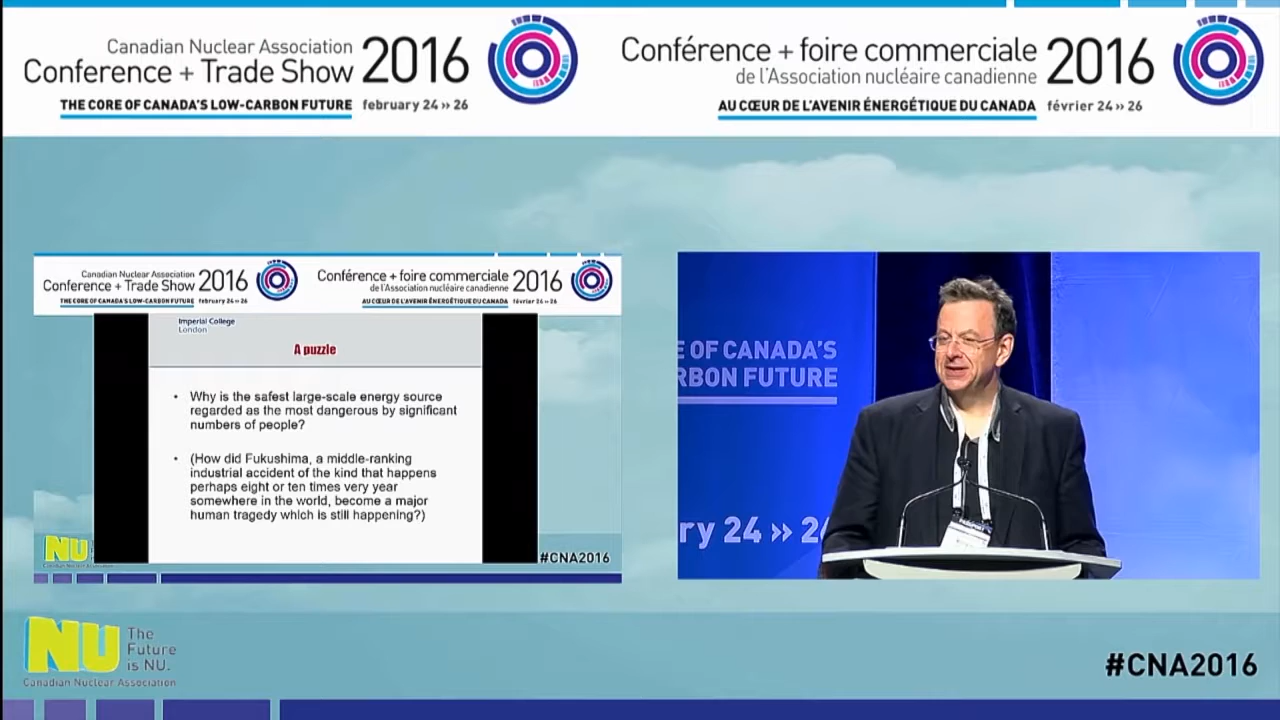 Canadian Nuclear Association
Conference + Trade Show 2016
THE CORE OF CANADA'S LOW-CARBON FUTURE february 24 >> 26
Conférence + foire commerciale
de l'Association nucléaire canadienne 2016
AU CŒUR DE L'AVENIR ÉNERGÉTIQUE DU CANADA février 24 >> 26
Canadian Nuclear Association
Conference + Trade Show 2016
THE CORE OF CANADA'S LOW-CARBON FUTURE february 24 >> 26
Conférence + foire commerciale
de l'Association nucléaire canadienne 2016
AU CŒUR DE L'AVENIR ÉNERGÉTIQUE DU CANADA février 24 >> 26
Imperial College
London
A puzzle
• Why is the safest large-scale energy source
regarded as the most dangerous by significant
numbers of people?
• (How did Fukushima, a middle-ranking
industrial accident of the kind that happens
perhaps eight or ten times very year
somewhere in the world, become a major
human tragedy which is still happening?)
NU
#CNA2016
E OF CANADA'S
RBON FUTURE
ry 24 >> 2
NU The
Future
is NU.
Canadian Nuclear Association
#CNA2016